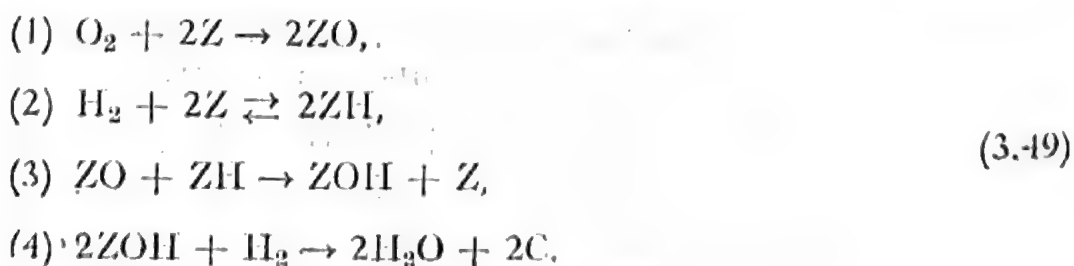 (1) O₂ + 2Z → 2ZO,
(2) H₂ + 2Z ⇄ 2ZH,
(3) ZO + ZH → ZOH + Z,
(4) 2ZOH + H₂ → 2H₂O + 2C.
(3.49)